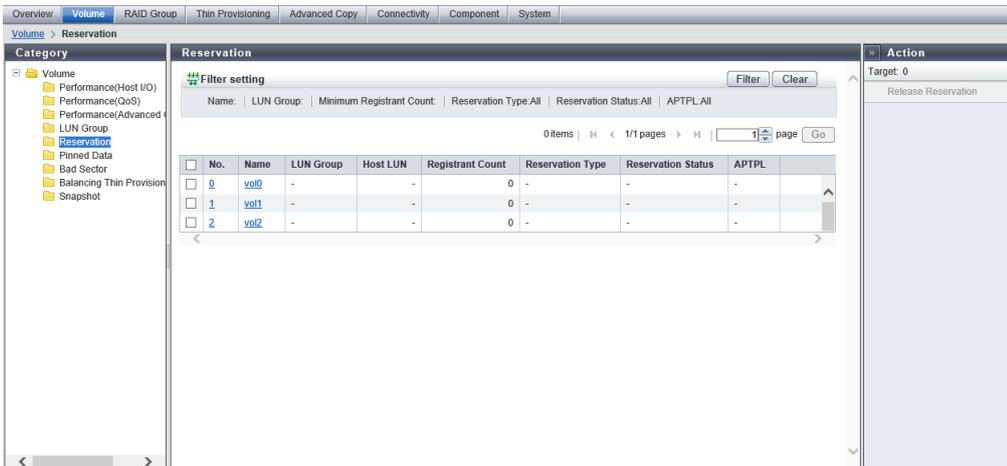 Overview Volume RAID Group Thin Provisioning Advanced Copy Connectivity Component System
Volume > Reservation
Category
Volume
Performance(Host I/O)
Performance(QoS)
Performance(Advanced
LUN Group
Reservation
Pinned Data
Bad Sector
Balancing Thin Provision
Snapshot
Reservation
Filter setting Filter Clear
Name: | LUN Group: | Minimum Registrant Count: | Reservation Type:All | Reservation Status:All | APTPL:All
0 items | 1/1 pages | 1 page Go
No. Name LUN Group Host LUN Registrant Count Reservation Type Reservation Status APTPL
0 vol0 - - 0 - - -
1 vol1 - - 0 - - -
2 vol2 - - 0 - - -
» Action
Target: 0
Release Reservation